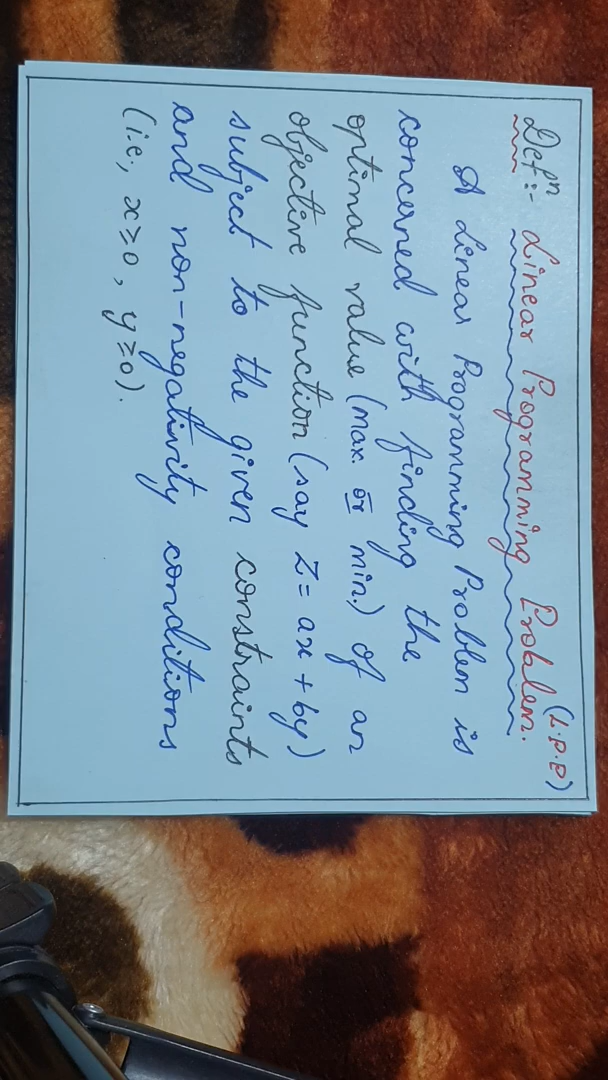 Defⁿ :- Linear Programming Problem. (L.P.P)
A Linear Programming Problem is
concerned with finding the
optimal value (max. or min.) of an
objective function (say Z = ax + by)
subject to the given constraints
and non-negativity conditions
(i.e., x ≥ 0, y ≥ 0).